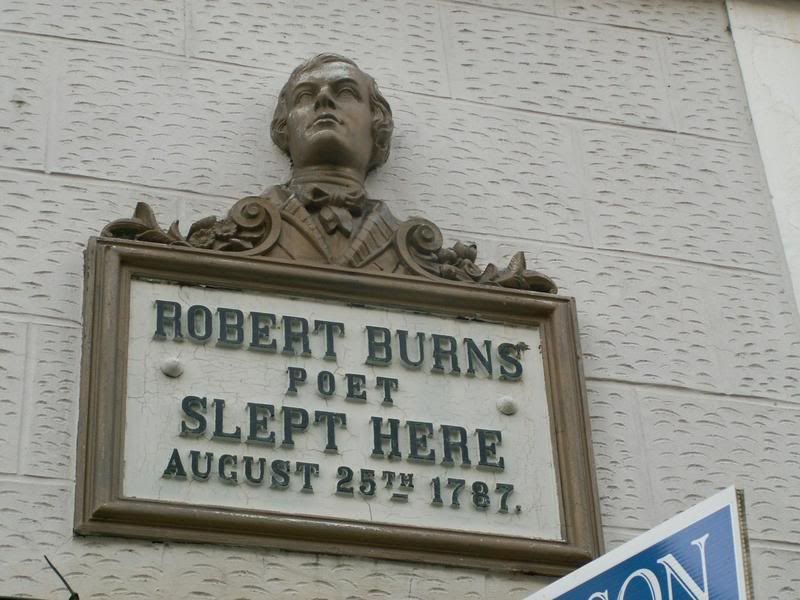 ROBERT BURNS
POET
SLEPT HERE
AUGUST 25TH 1787.